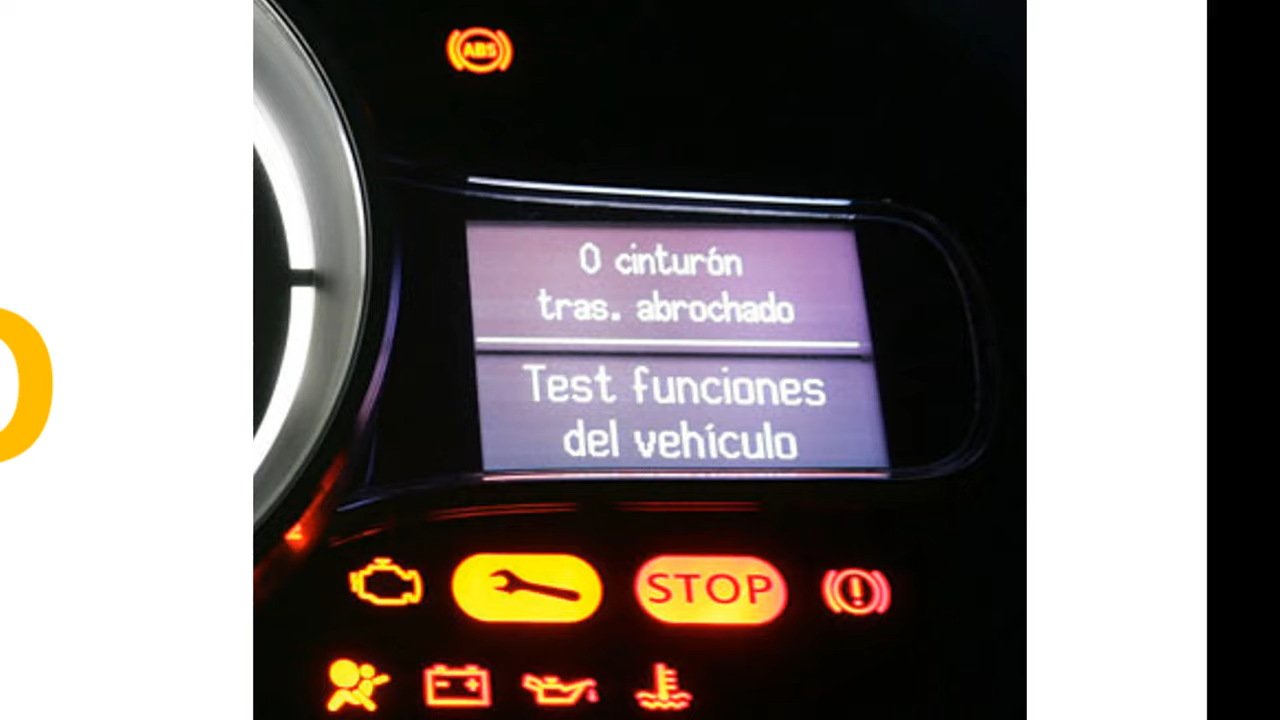 ABS
0 cinturón
tras. abrochado
Test funciones
del vehículo
STOP